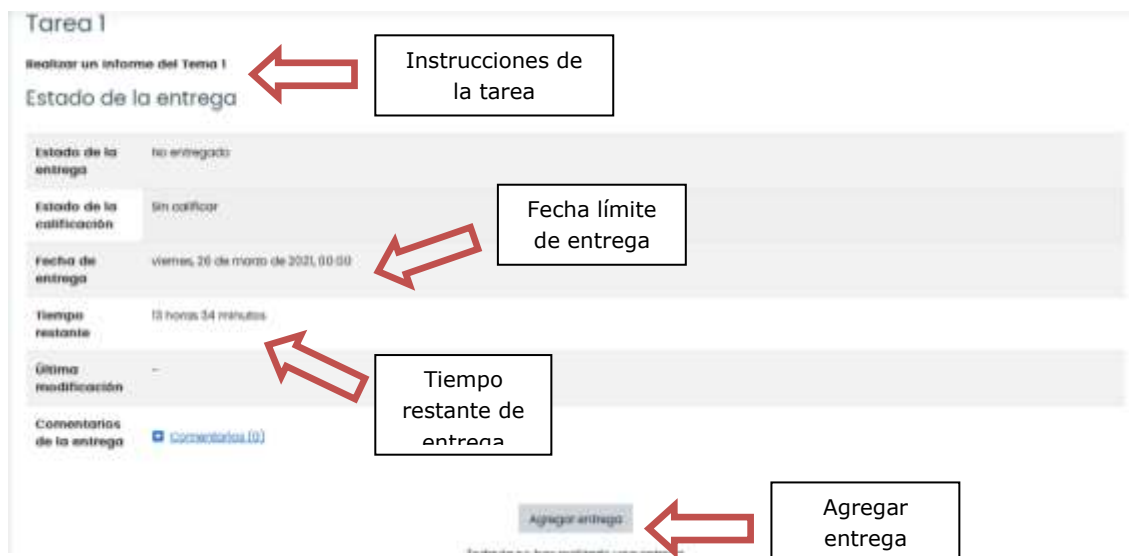 Tarea 1
Realizar un informe del Tema 1
Instrucciones de
la tarea
Estado de la entrega
Estado de la
entrega
No entregado
Estado de la
calificación
Sin calificar
Fecha límite
de entrega
Fecha de
entrega
viernes, 26 de marzo de 2021, 00:00
Tiempo
restante
13 horas 34 minutos
Tiempo
restante de
entrega
Última
modificación
-
Comentarios
de la entrega
Comentarios (0)
Agregar entrega
Agregar
entrega